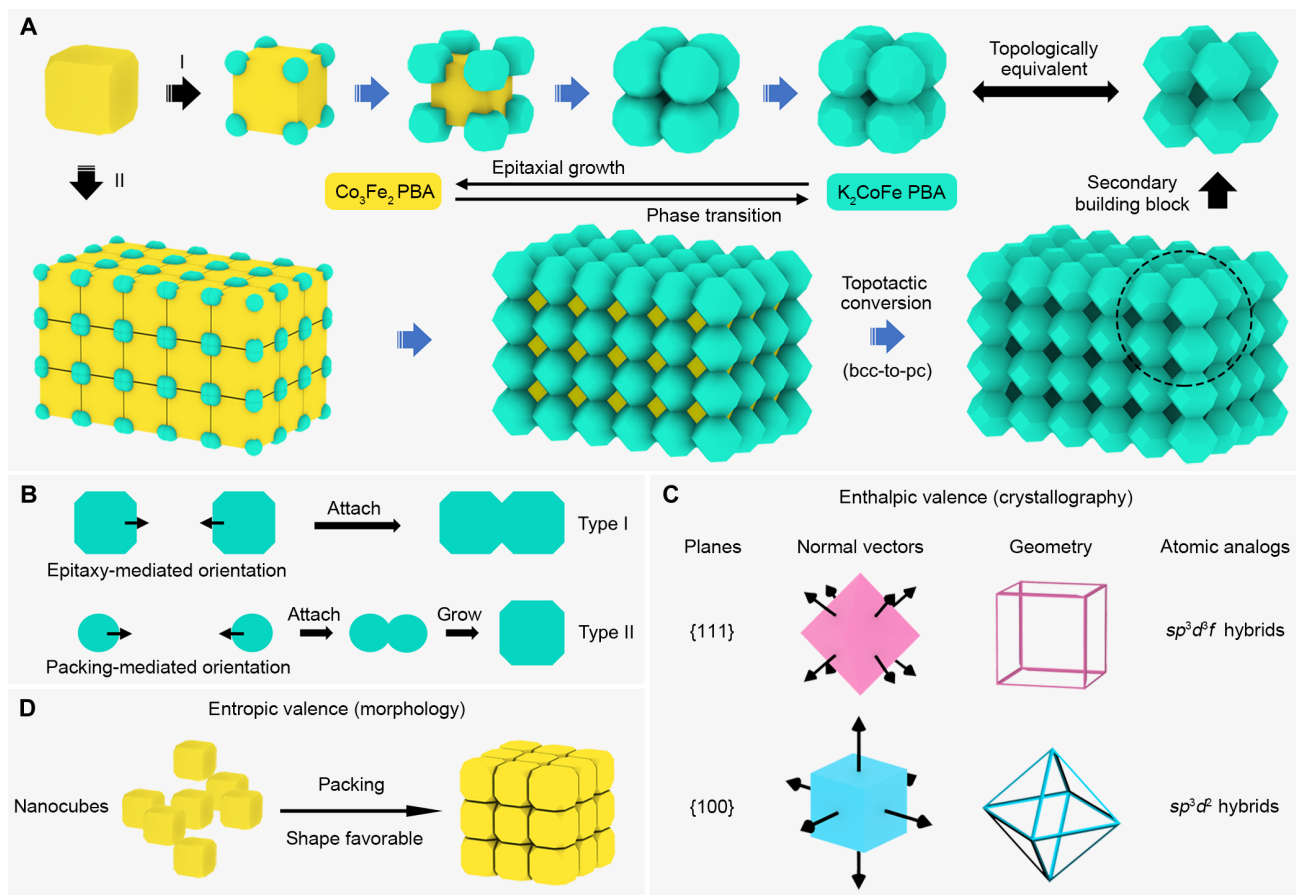 A
I
Topologically
equivalent
II
Epitaxial growth
Co₃Fe₂ PBA
K₂CoFe PBA
Phase transition
Secondary
building block
Topotactic
conversion
(bcc-to-pc)
B
Attach
Type I
Epitaxy-mediated orientation
Attach
Grow
Type II
Packing-mediated orientation
C
Enthalpic valence (crystallography)
Planes
Normal vectors
Geometry
Atomic analogs
{111}
sp³d³f hybrids
{100}
sp³d² hybrids
D
Entropic valence (morphology)
Nanocubes
Packing
Shape favorable